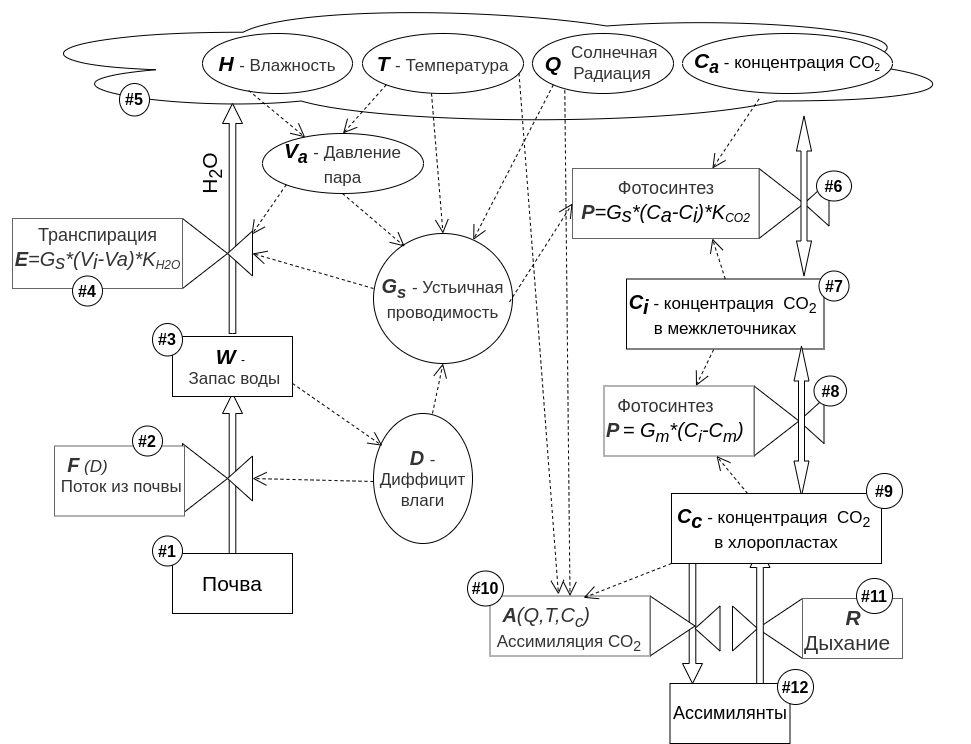 H - Влажность
T - Температура
Q Солнечная
Радиация
Ca - концентрация CO2
#5
H2O
Va - Давление
пара
#6
Фотосинтез
P=Gs*(Ca-Ci)*KCO2
Транспирация
E=Gs*(Vi-Va)*KH2O
#4
Gs - Устьичная
проводимость
#7
Ci - концентрация CO2
в межклеточниках
#3
W -
Запас воды
#8
Фотосинтез
P = Gm*(Ci-Cm)
#2
F (D)
Поток из почвы
D -
Диффицит
влаги
#9
Cc - концентрация CO2
в хлоропластах
#1
Почва
#10
A(Q,T,Cc)
Ассимиляция CO2
#11
R
Дыхание
#12
Ассимилянты